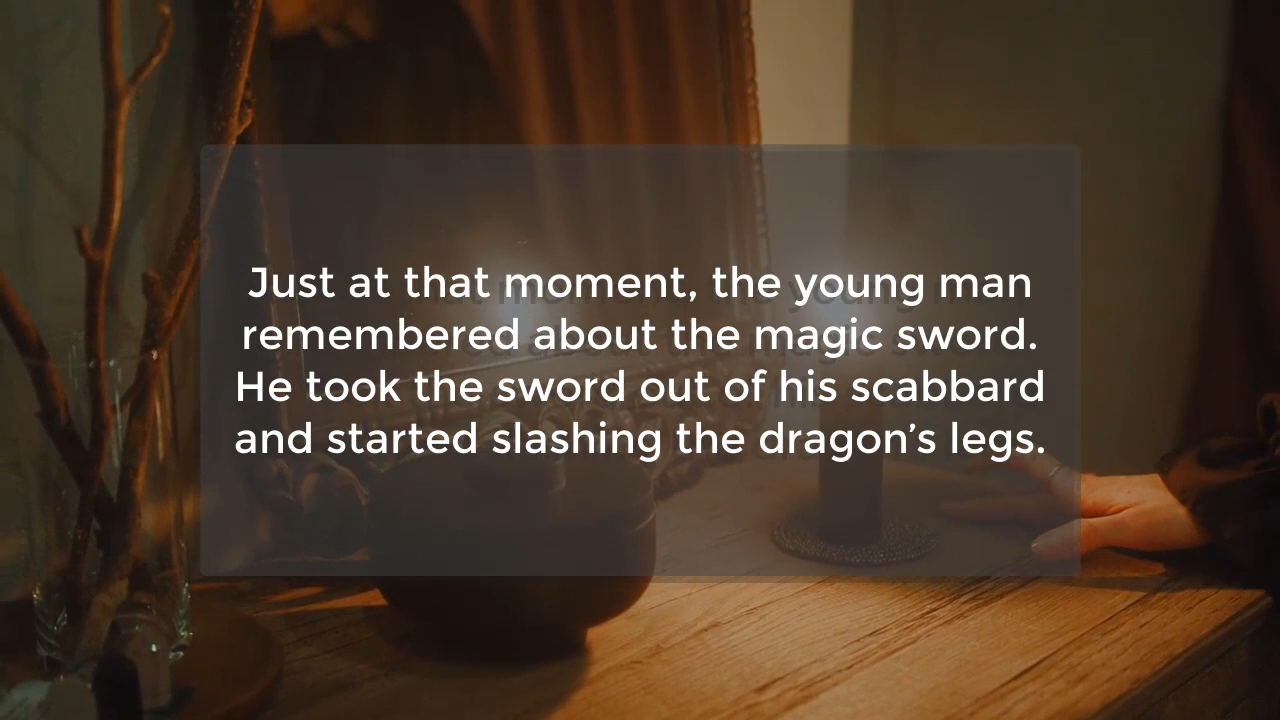 Just at that moment, the young man
remembered about the magic sword.
He took the sword out of his scabbard
and started slashing the dragon’s legs.